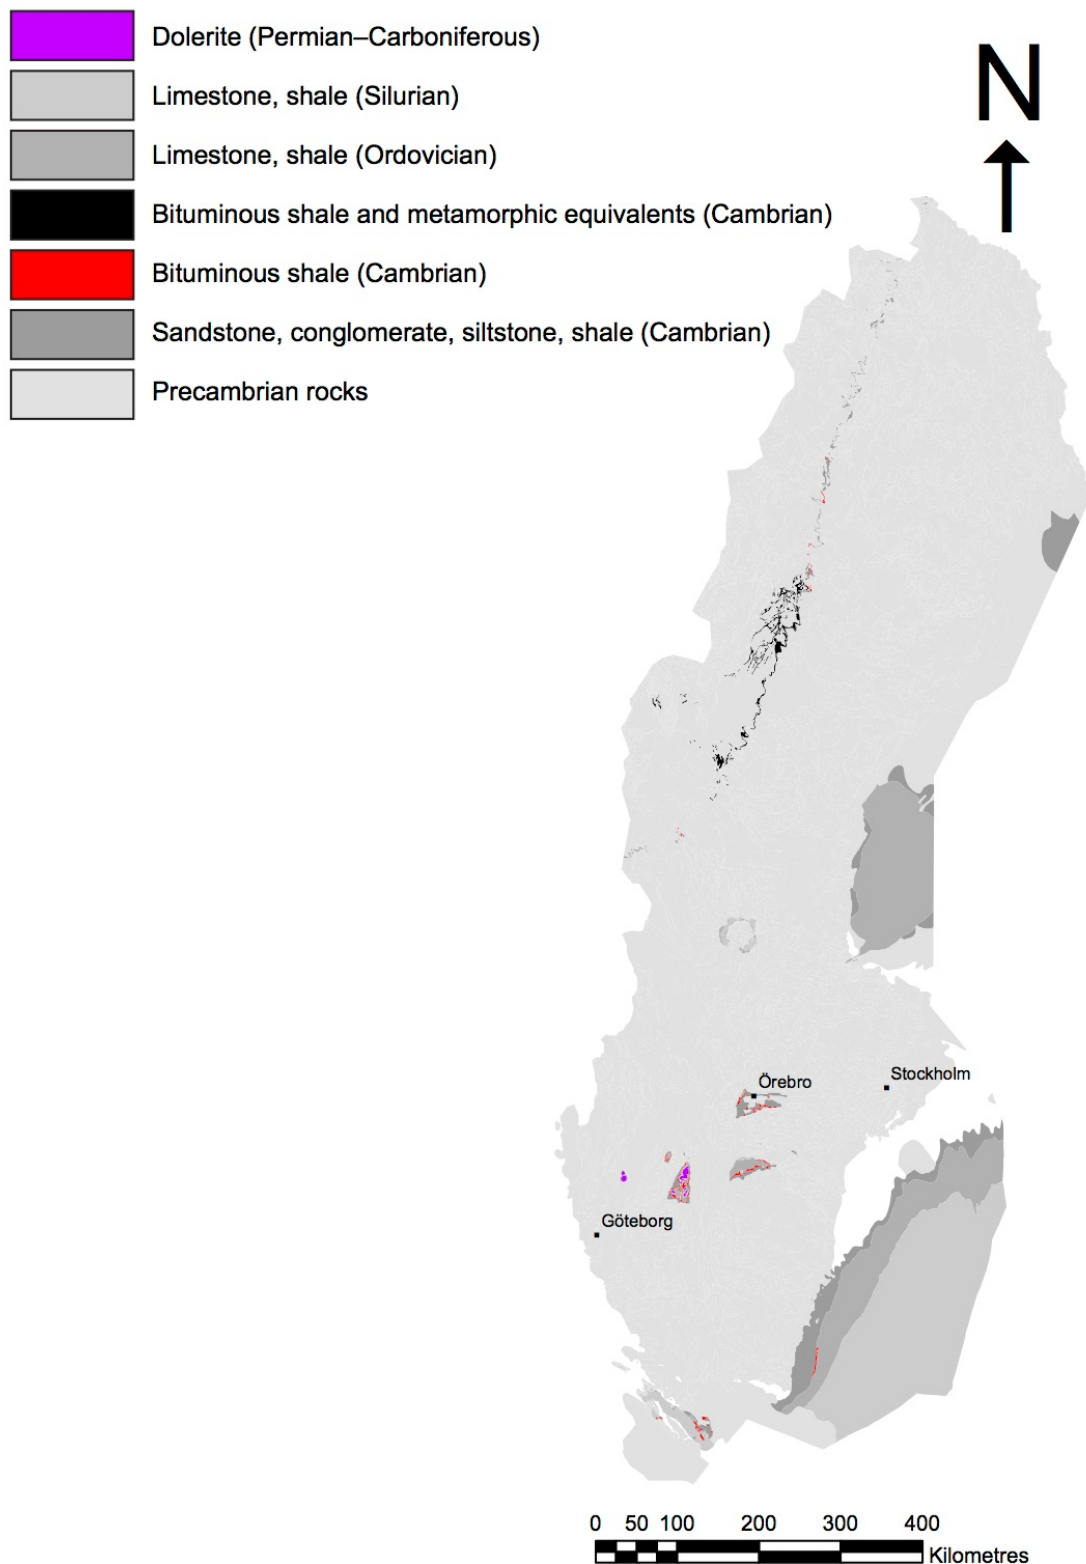 Dolerite (Permian–Carboniferous)
Limestone, shale (Silurian)
Limestone, shale (Ordovician)
Bituminous shale and metamorphic equivalents (Cambrian)
Bituminous shale (Cambrian)
Sandstone, conglomerate, siltstone, shale (Cambrian)
Precambrian rocks
N
Örebro
Stockholm
Göteborg
0 50 100 200 300 400
Kilometres